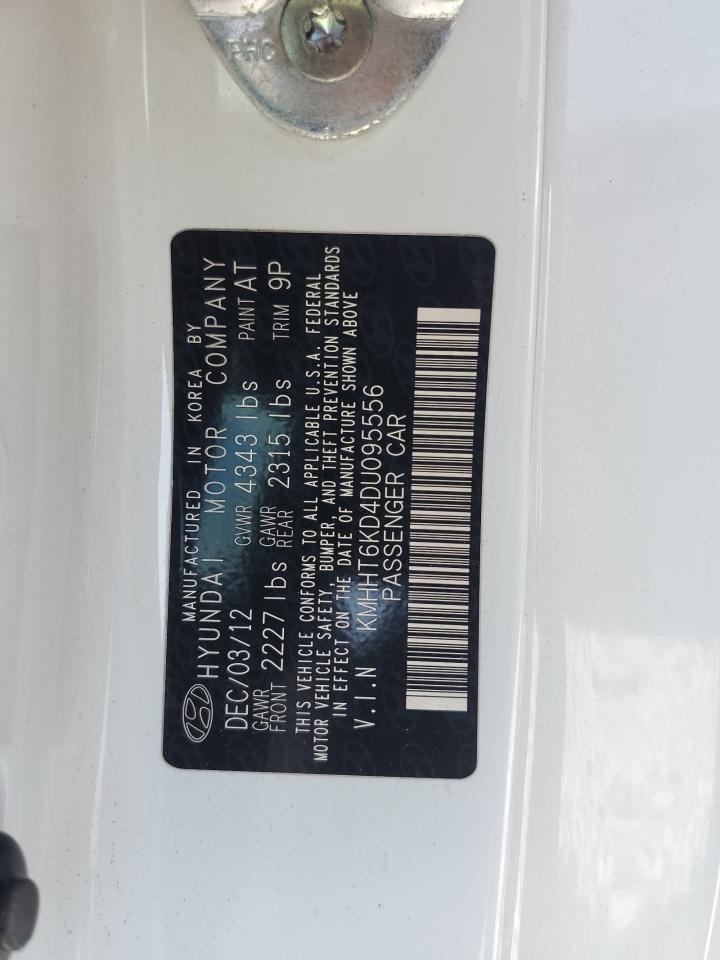 PHC
MANUFACTURED IN KOREA BY
HYUNDAI MOTOR COMPANY
DEC/03/12 GVWR 4343 lbs PAINT AT
GAWR FRONT 2227 lbs GAWR REAR 2315 lbs TRIM 9P
THIS VEHICLE CONFORMS TO ALL APPLICABLE U.S.A. FEDERAL
MOTOR VEHICLE SAFETY, BUMPER, AND THEFT PREVENTION STANDARDS
IN EFFECT ON THE DATE OF MANUFACTURE SHOWN ABOVE
V.I.N KMHHT6KD4DU095556
PASSENGER CAR